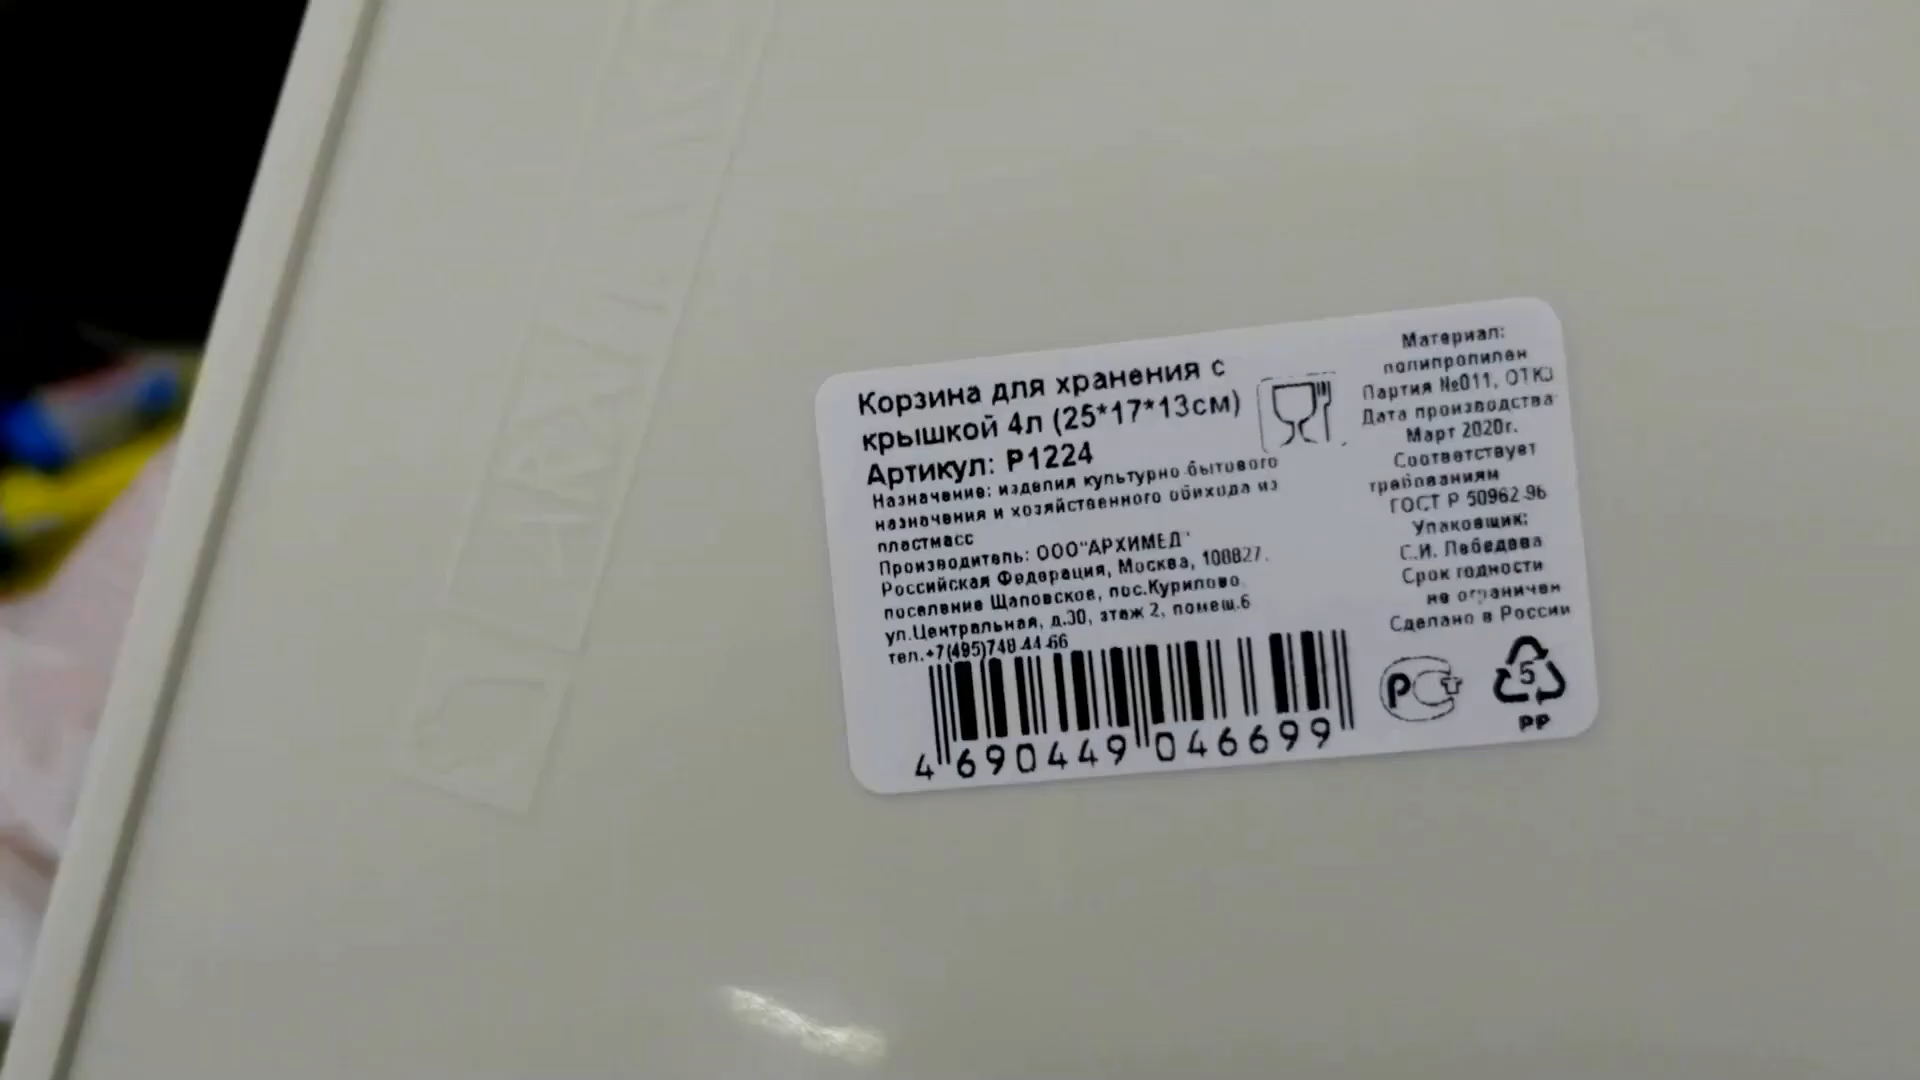 Корзина для хранения с
крышкой 4л (25*17*13см)
Артикул: Р1224
Назначение: изделия культурно-бытового
назначения и хозяйственного обихода из
пластмасс
Производитель: ООО"АРХИМЕД"
Российская Федерация, Москва, 108827,
поселение Щаповское, пос.Курилово,
ул.Центральная, д.30, этаж 2, помещ.6
тел.+7(495)748-44-66
4 690449 046699
Материал:
полипропилен
Партия №011, ОТК3
Дата производства
Март 2020г.
Соответствует
требованиям
ГОСТ Р 50962-96
Упаковщик:
С.И. Лебедева
Срок годности
не ограничен
Сделано в России
РСТ
5
PP